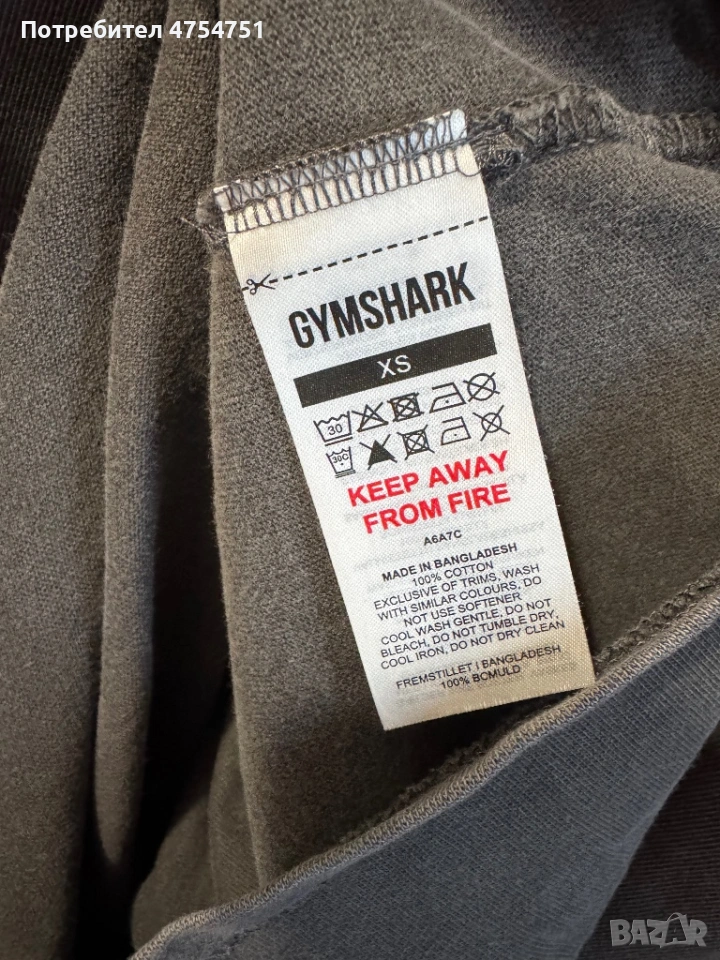 Потребител 4754751
GYMSHARK
XS
30
30C
KEEP AWAY
FROM FIRE
A6A7C
MADE IN BANGLADESH
100% COTTON
EXCLUSIVE OF TRIMS, WASH
WITH SIMILAR COLOURS, DO
NOT USE SOFTENER
COOL WASH GENTLE, DO NOT
BLEACH, DO NOT TUMBLE DRY,
COOL IRON, DO NOT DRY CLEAN
FREMSTILLET I BANGLADESH
100% BOMULD
BAZAR